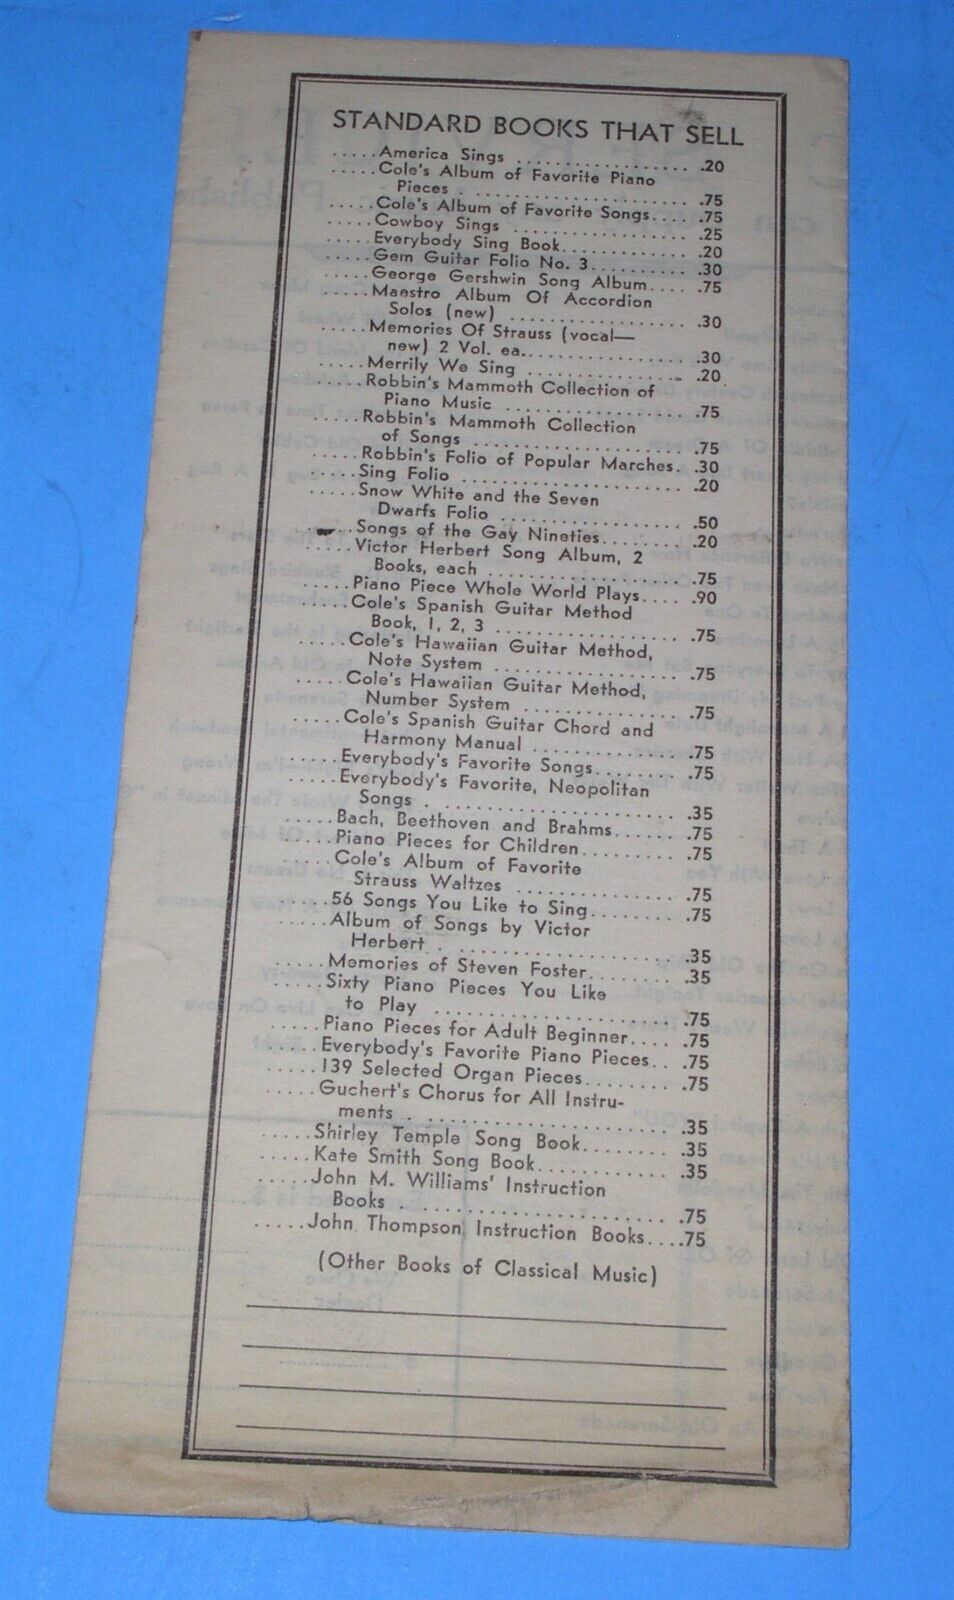 STANDARD BOOKS THAT SELL
.....America Sings .................. .20
.....Cole's Album of Favorite Piano
Pieces . ...................... .75
.....Cole's Album of Favorite Songs.... .75
.....Cowboy Sings .................. .25
.....Everybody Sing Book............. .20
.....Gem Guitar Folio No. 3.......... .30
.....George Gershwin Song Album.... .75
.....Maestro Album Of Accordion
Solos (new) .................. .30
.....Memories Of Strauss (vocal—
new) 2 Vol. ea.................. .30
.....Merrily We Sing ................ .20
.....Robbin's Mammoth Collection of
Piano Music .................. .75
.....Robbin's Mammoth Collection
of Songs ...................... .75
.....Robbin's Folio of Popular Marches. .30
.....Sing Folio ...................... .20
.....Snow White and the Seven
Dwarfs Folio .................. .50
.....Songs of the Gay Nineties......... .20
.....Victor Herbert Song Album, 2
Books, each .................. .75
.....Piano Piece Whole World Plays.... .90
.....Cole's Spanish Guitar Method
Book, 1, 2, 3 .................. .75
.....Cole's Hawaiian Guitar Method,
Note System .................. .75
.....Cole's Hawaiian Guitar Method,
Number System ................ .75
.....Cole's Spanish Guitar Chord and
Harmony Manual .............. .75
.....Everybody's Favorite Songs......... .75
.....Everybody's Favorite, Neopolitan
Songs . ........................ .35
.....Bach, Beethoven and Brahms....... .75
.....Piano Pieces for Children.......... .75
.....Cole's Album of Favorite
Strauss Waltzes ................ .75
.....56 Songs You Like to Sing......... .75
.....Album of Songs by Victor
Herbert . ...................... .35
.....Memories of Steven Foster......... .35
.....Sixty Piano Pieces You Like
to Play ........................ .75
.....Piano Pieces for Adult Beginner.... .75
.....Everybody's Favorite Piano Pieces.. .75
.....139 Selected Organ Pieces......... .75
.....Guchert's Chorus for All Instru-
ments . ........................ .35
.....Shirley Temple Song Book......... .35
.....Kate Smith Song Book............. .35
.....John M. Williams' Instruction
Books . ........................ .75
.....John Thompson Instruction Books....75
(Other Books of Classical Music)